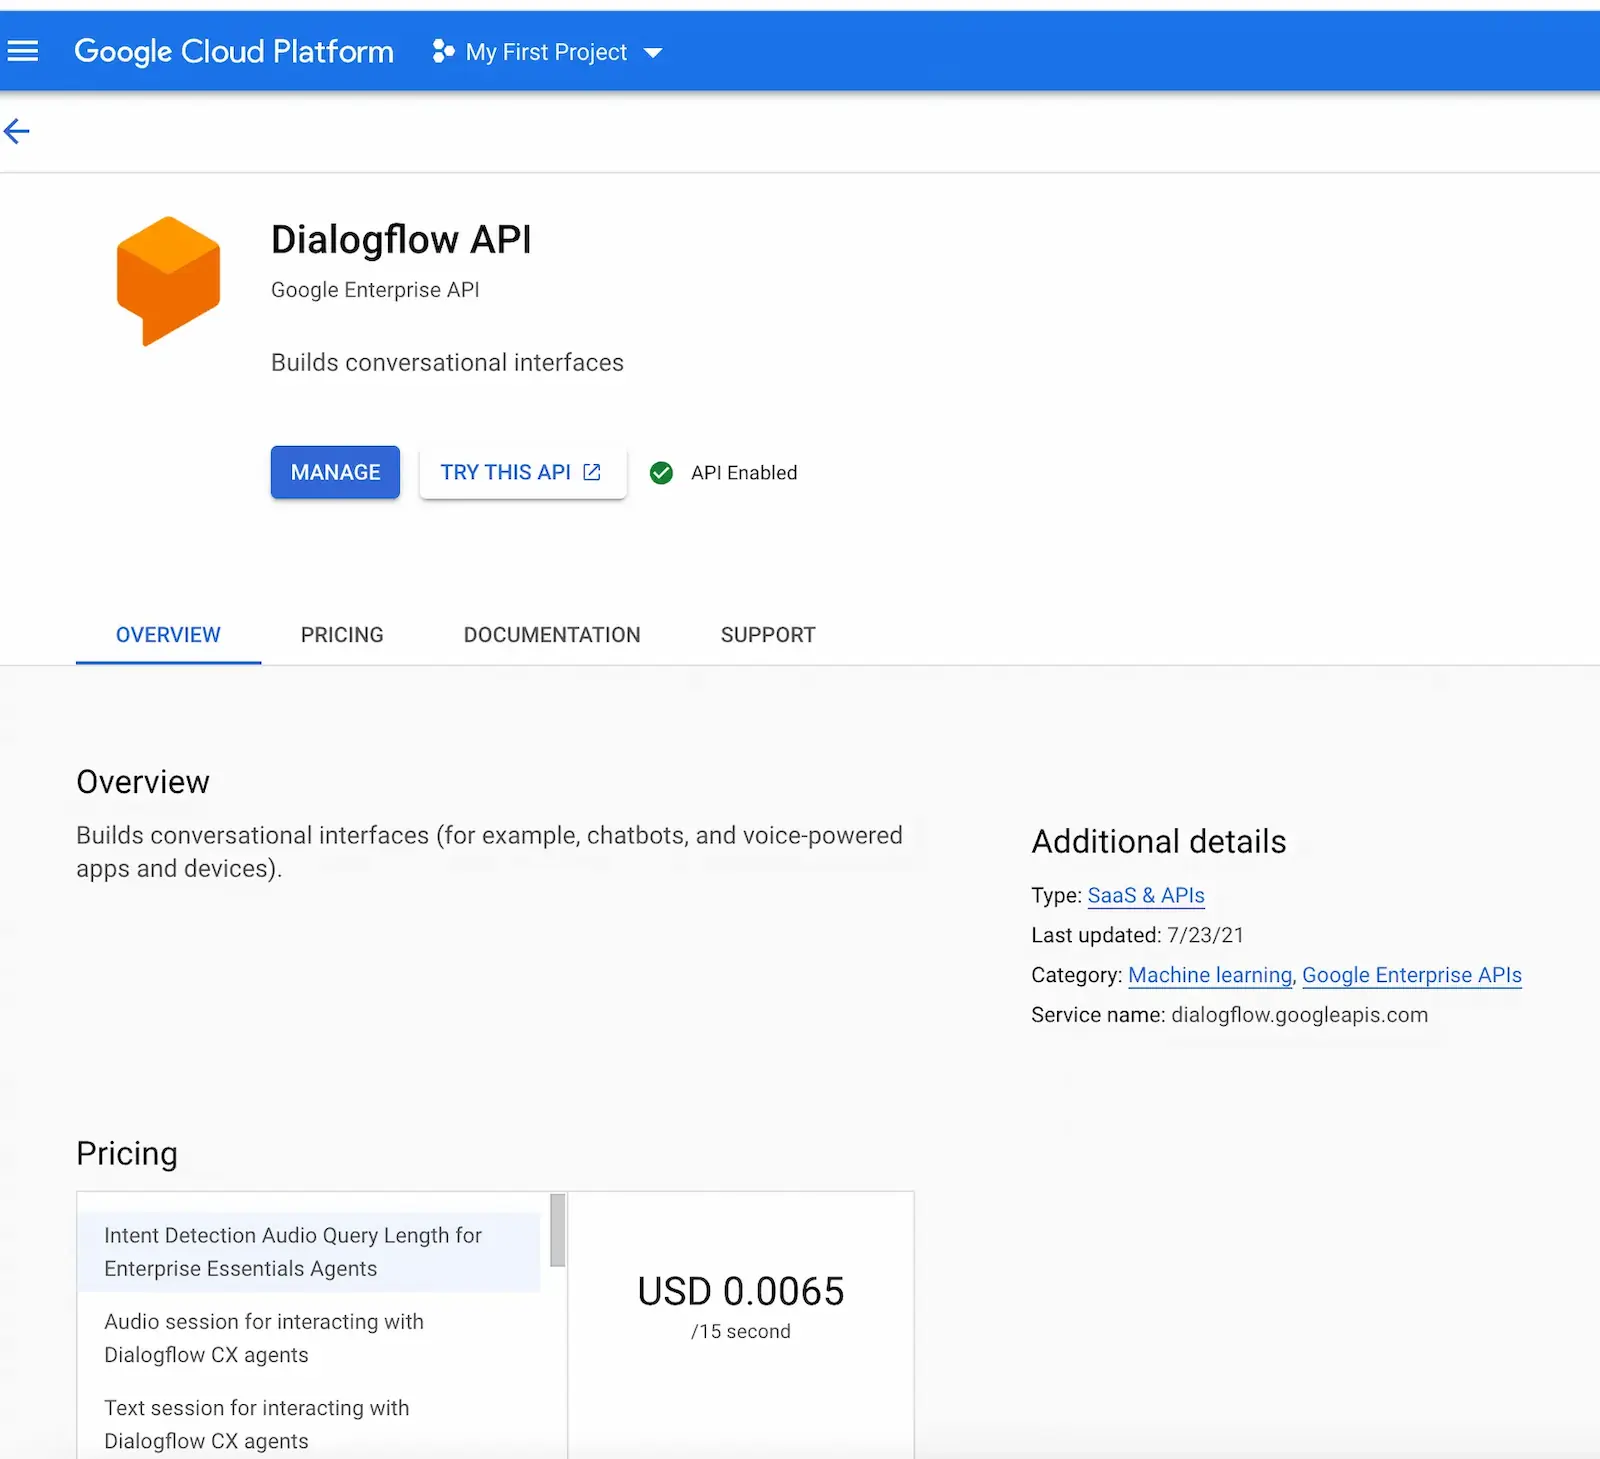 Google Cloud Platform My First Project
Dialogflow API
Google Enterprise API
Builds conversational interfaces
MANAGE TRY THIS API API Enabled
OVERVIEW PRICING DOCUMENTATION SUPPORT
Overview
Builds conversational interfaces (for example, chatbots, and voice-powered
apps and devices).
Additional details
Type: SaaS & APIs
Last updated: 7/23/21
Category: Machine learning, Google Enterprise APIs
Service name: dialogflow.googleapis.com
Pricing
Intent Detection Audio Query Length for
Enterprise Essentials Agents
Audio session for interacting with
Dialogflow CX agents
Text session for interacting with
Dialogflow CX agents
USD 0.0065
/15 second